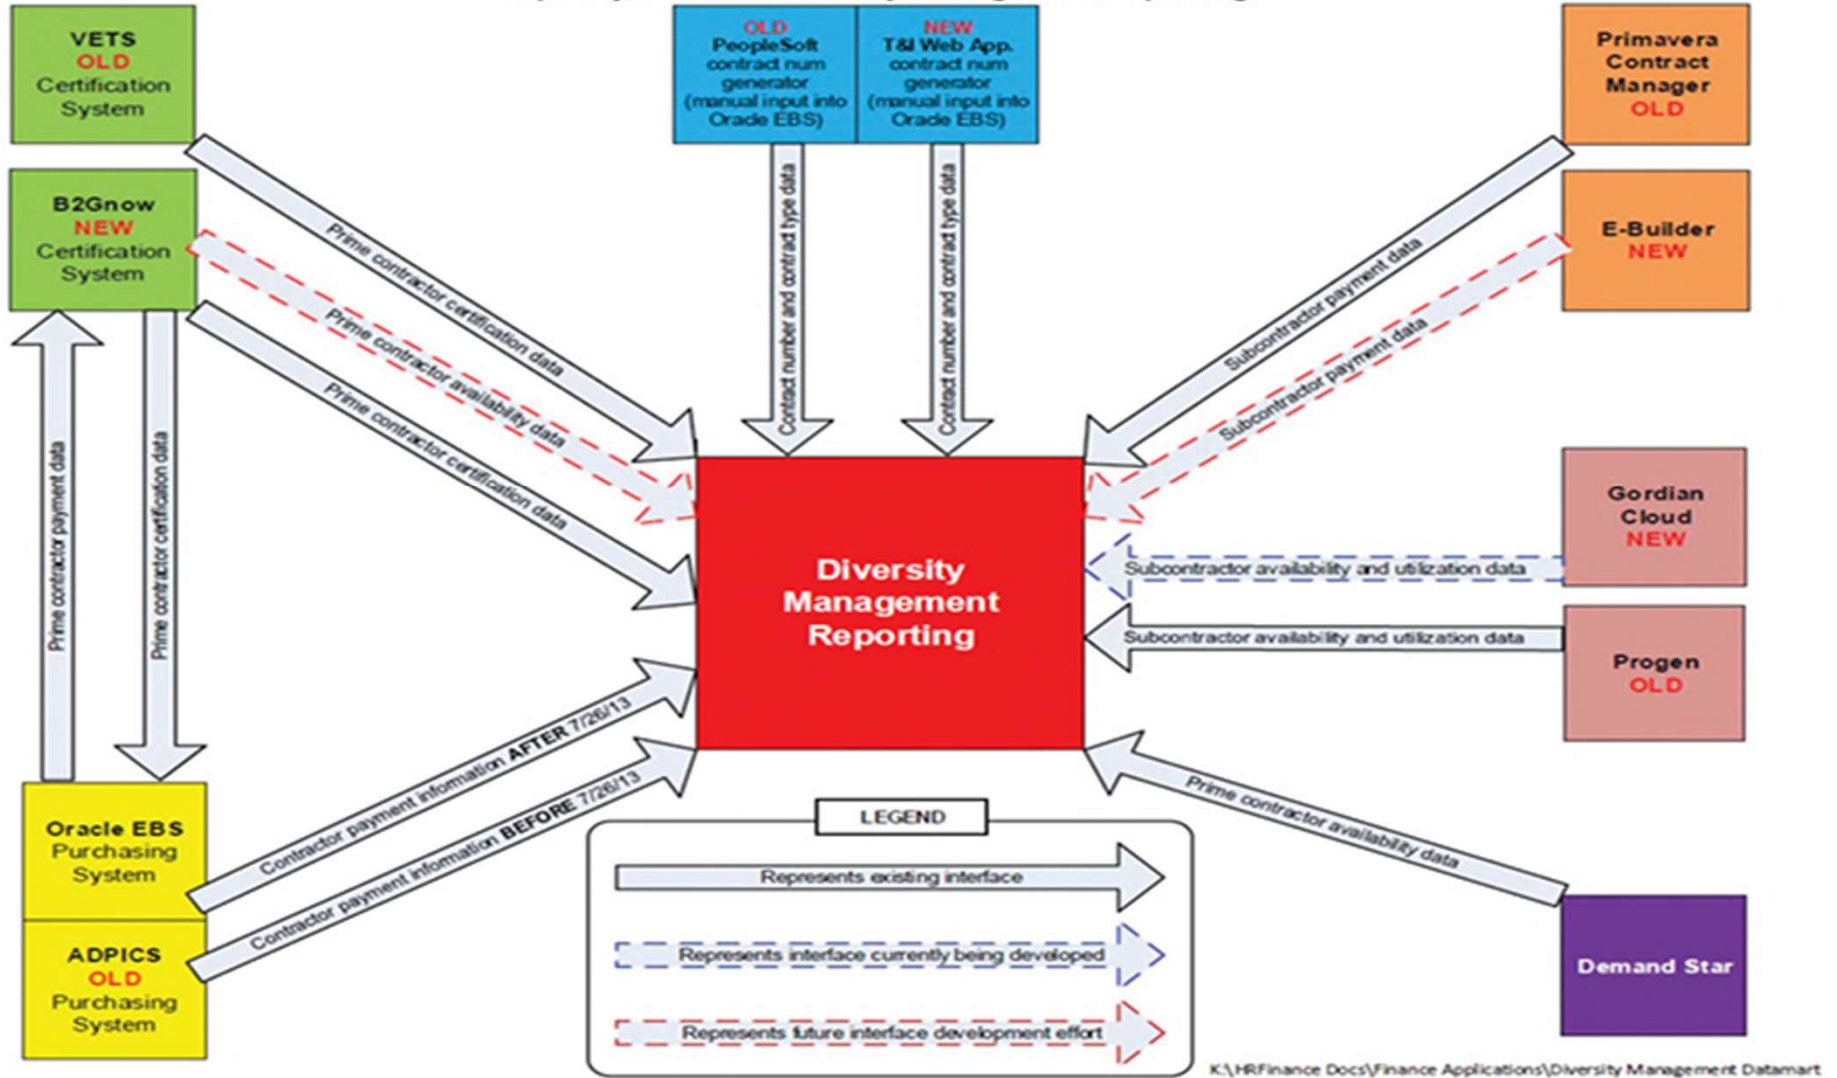 VETS
OLD
Certification
System
B2Gnow
NEW
Certification
System
OLD
PeopleSoft
contract num
generator
(manual input into
Oracle EBS)
NEW
T&I Web App.
contract num
generator
(manual input into
Oracle EBS)
Primavera
Contract
Manager
OLD
E-Builder
NEW
Prime contractor certification data
Prime contractor availability data
Prime contractor certification data
Contract number and contract type data
Contract number and contract type data
Subcontractor payment data
Subcontractor payment data
Prime contractor payment data
Prime contractor certification data
Gordian
Cloud
NEW
Subcontractor availability and utilization data
Diversity
Management
Reporting
Subcontractor availability and utilization data
Progen
OLD
Contractor payment information AFTER 7/26/13
Contractor payment information BEFORE 7/26/13
Prime contractor availability data
Oracle EBS
Purchasing
System
ADPICS
OLD
Purchasing
System
LEGEND
Represents existing interface
Represents interface currently being developed
Represents future interface development effort
Demand Star
K:\HRFinance Docs\Finance Applications\Diversity Management Datamart